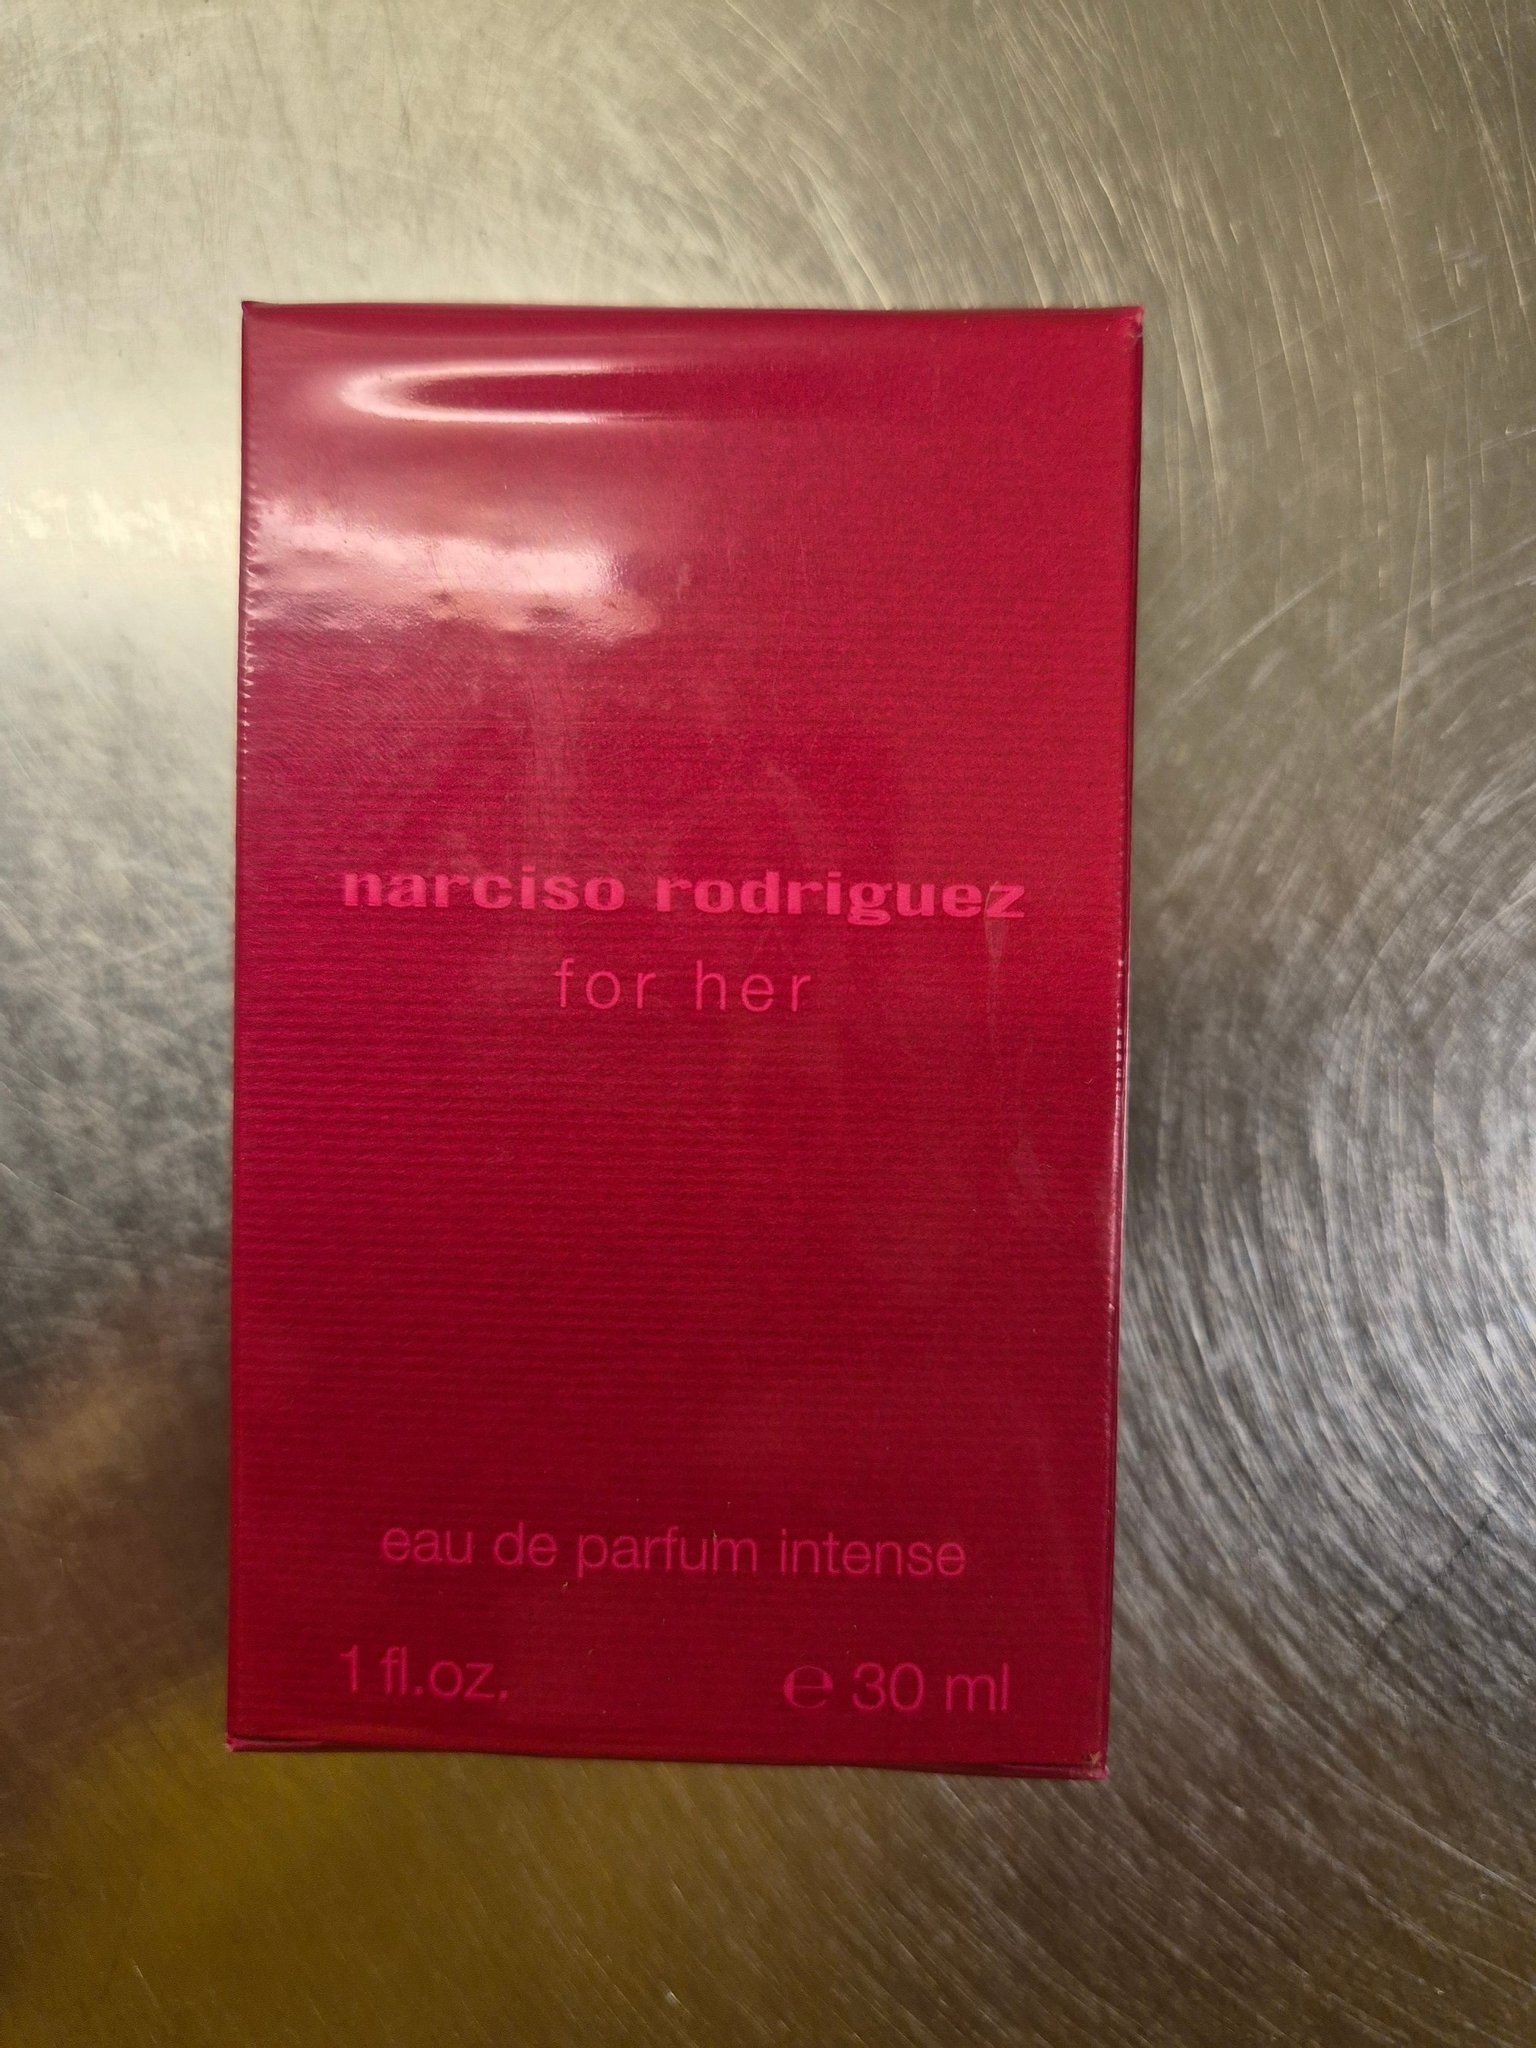 narciso rodriguez
for her
eau de parfum intense
1 fl.oz. ℮ 30 ml